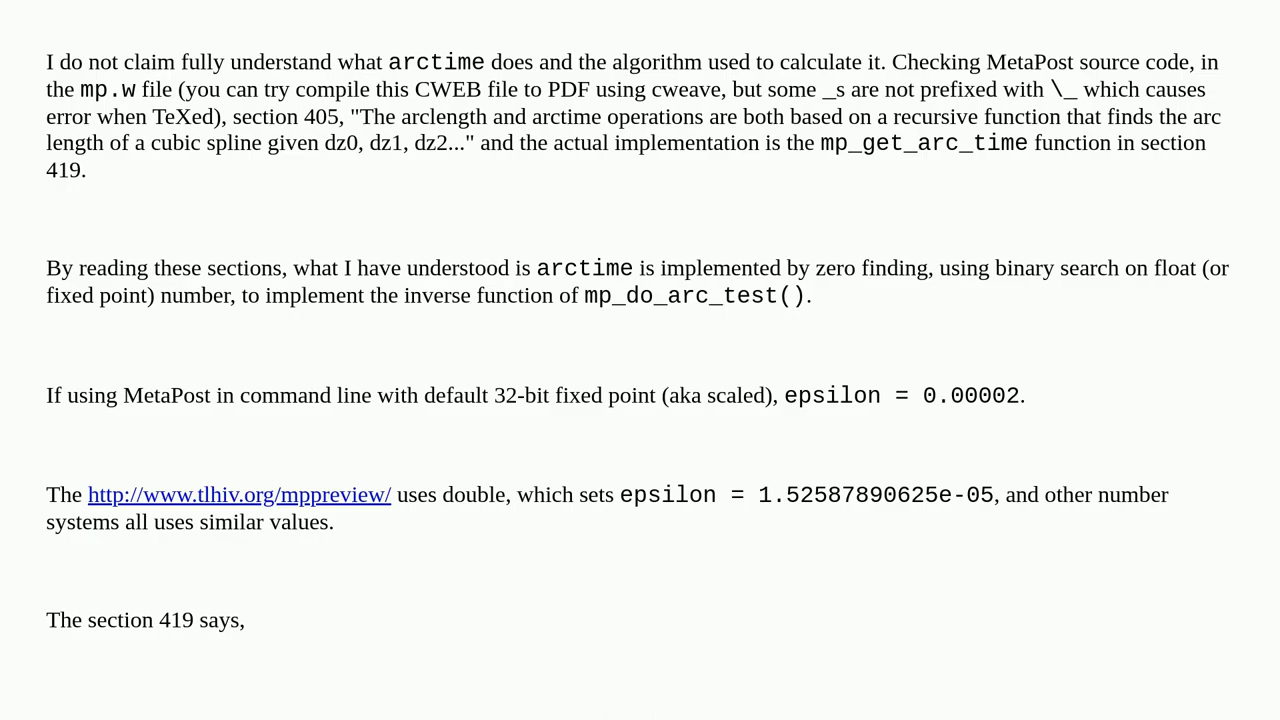 I do not claim fully understand what arctime does and the algorithm used to calculate it. Checking MetaPost source code, in
the mp.w file (you can try compile this CWEB file to PDF using cweave, but some _s are not prefixed with \_ which causes
error when TeXed), section 405, "The arclength and arctime operations are both based on a recursive function that finds the arc
length of a cubic spline given dz0, dz1, dz2..." and the actual implementation is the mp_get_arc_time function in section
419.
By reading these sections, what I have understood is arctime is implemented by zero finding, using binary search on float (or
fixed point) number, to implement the inverse function of mp_do_arc_test().
If using MetaPost in command line with default 32-bit fixed point (aka scaled), epsilon = 0.00002.
The http://www.tlhiv.org/mppreview/ uses double, which sets epsilon = 1.52587890625e-05, and other number
systems all uses similar values.
The section 419 says,